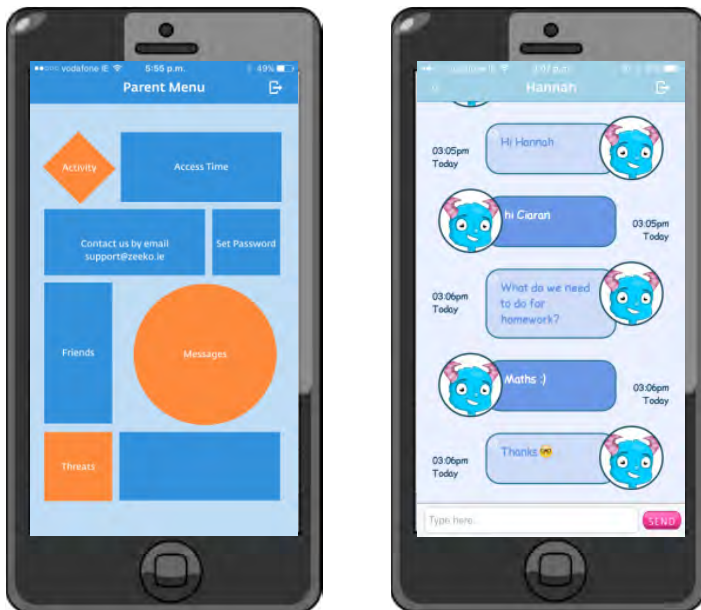 vodafone IE 5:55 p.m. 49%
Parent Menu
Activity
Access Time
Contact us by email
support@zeeko.ie
Set Password
Friends
Messages
Threats
Hannah
03:05pm
Today
Hi Hannah
hi Ciaran
03:05pm
Today
03:06pm
Today
What do we need
to do for
homework?
Maths :)
03:06pm
Today
03:06pm
Today
Thanks 😎
Type here...
SEND